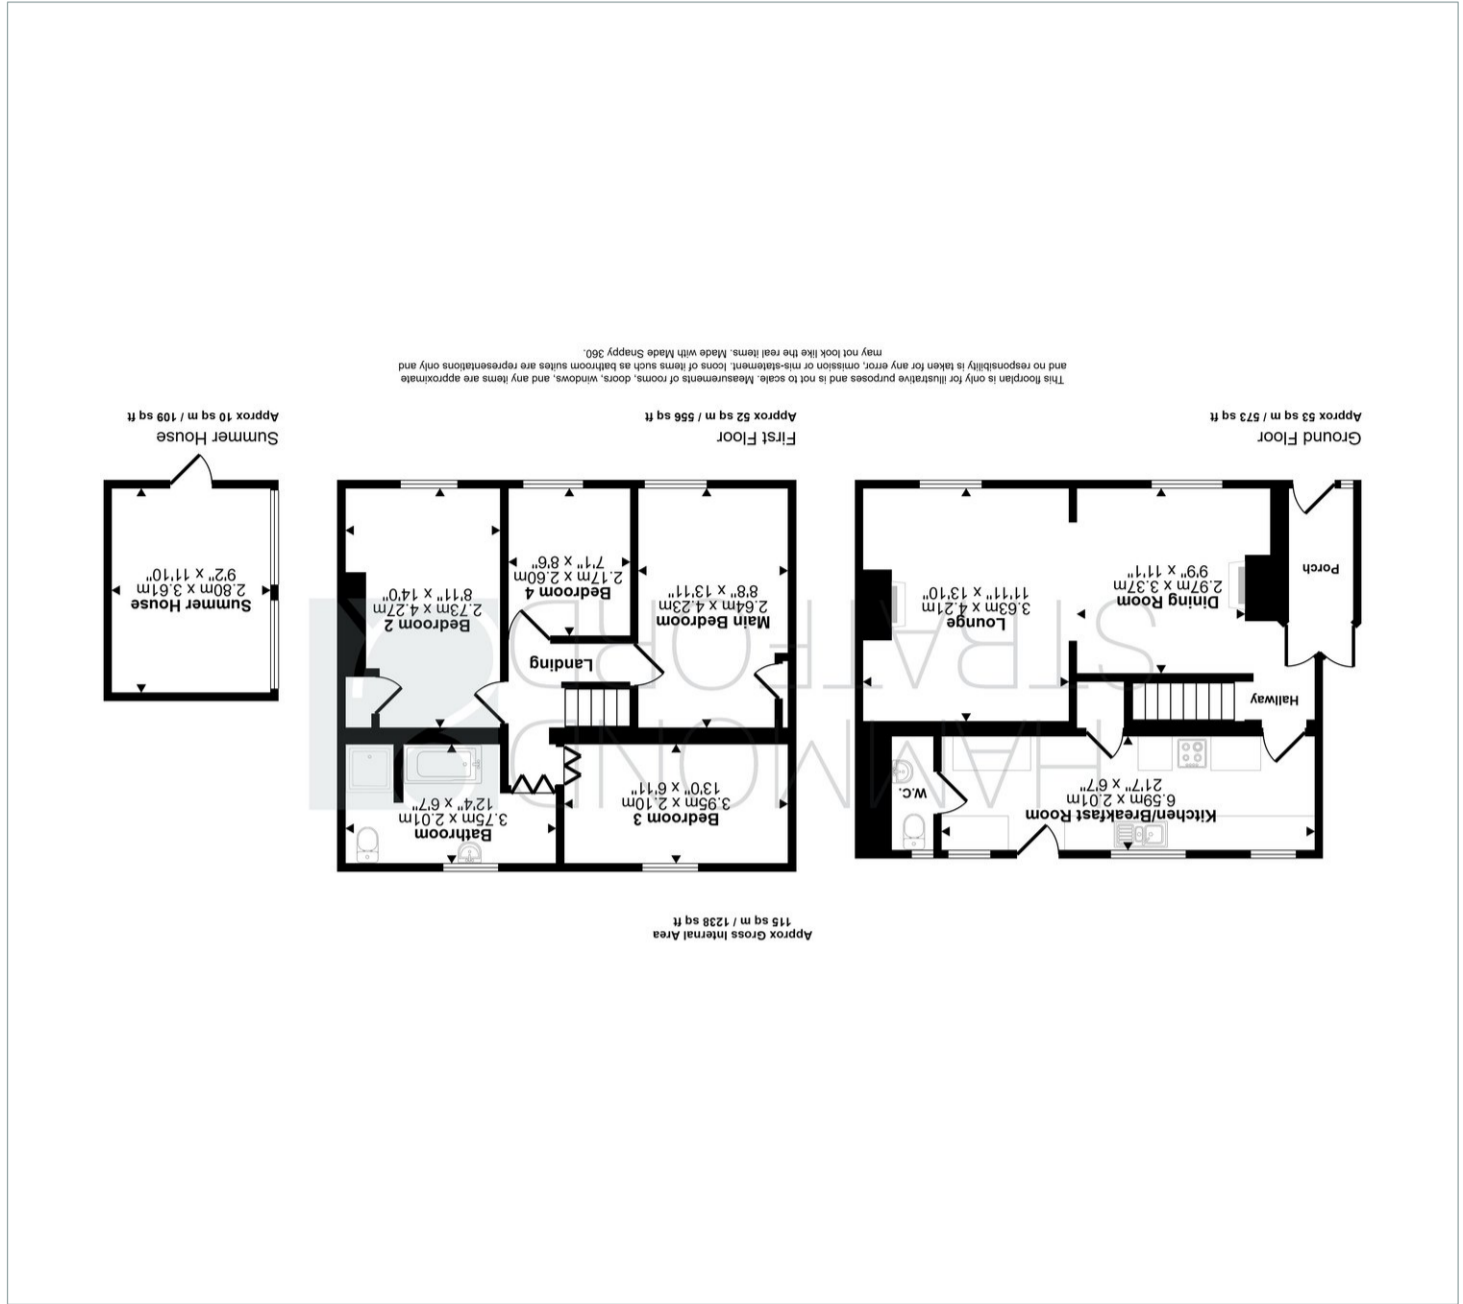 Approx Gross Internal Area
115 sq m / 1238 sq ft
Kitchen/Breakfast Room
6.59m x 2.01m
21'7" x 6'7"
W.C.
Hallway
Porch
Dining Room
2.97m x 3.37m
9'9" x 11'1"
Lounge
3.63m x 4.21m
11'11" x 13'10"
Ground Floor
Approx 53 sq m / 573 sq ft
Bedroom 3
3.95m x 2.10m
13'0" x 6'11"
Bathroom
3.75m x 2.01m
12'4" x 6'7"
Landing
Main Bedroom
2.64m x 4.23m
8'8" x 13'11"
Bedroom 4
2.17m x 2.60m
7'1" x 8'6"
Bedroom 2
2.73m x 4.27m
8'11" x 14'0"
First Floor
Approx 52 sq m / 556 sq ft
Summer House
2.80m x 3.61m
9'2" x 11'10"
Summer House
Approx 10 sq m / 109 sq ft
HAMMOND
STRATFORD
This floorplan is only for illustrative purposes and is not to scale. Measurements of rooms, doors, windows, and any items are approximate
and no responsibility is taken for any error, omission or mis-statement. Icons of items such as bathroom suites are representations only and
may not look like the real items. Made with Made Snappy 360.